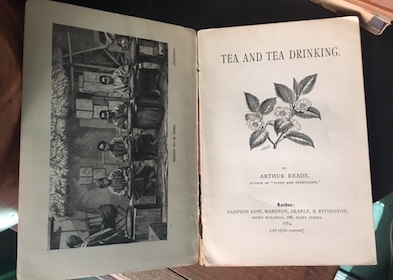 TEA AND TEA DRINKING.
BY
ARTHUR READE,
AUTHOR OF "STUDY AND STIMULANTS."
London:
SAMPSON LOW, MARSTON, SEARLE, & RIVINGTON,
CROWN BUILDINGS, 188, FLEET STREET.
1884.
[All rights reserved.]